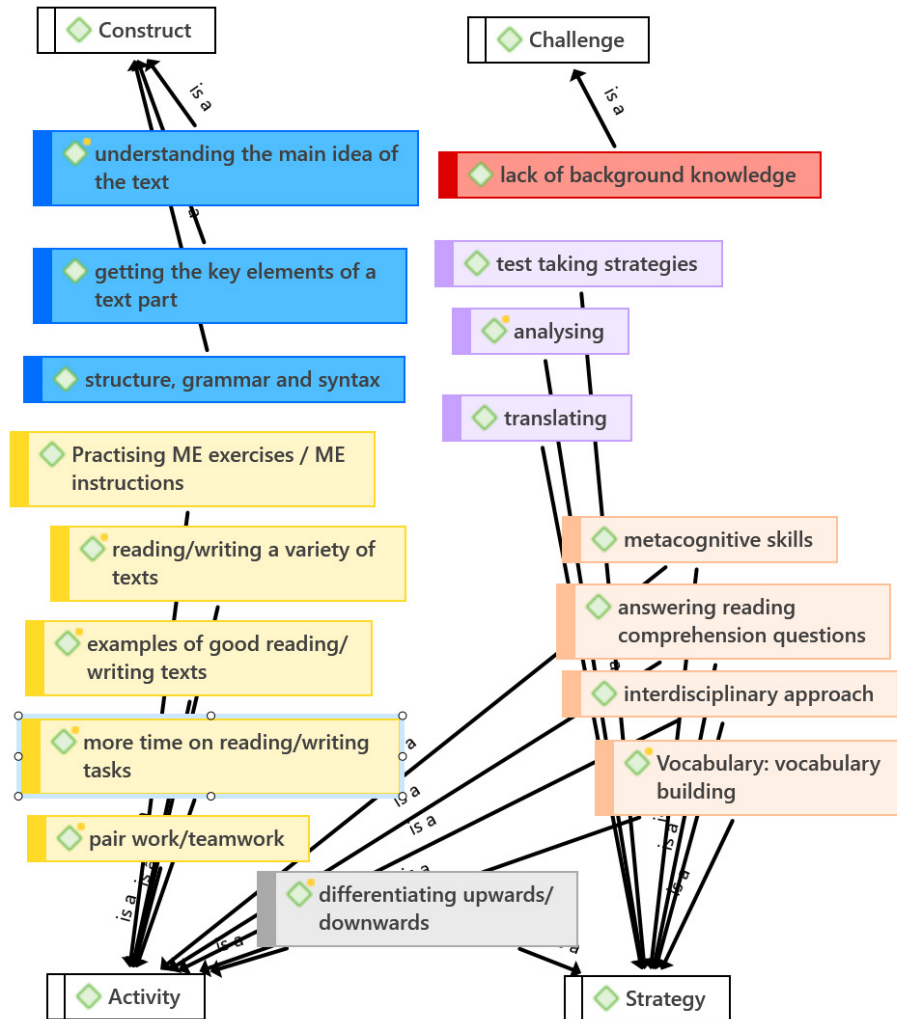 Construct
Challenge
is a
is a
understanding the main idea of
the text
lack of background knowledge
a
getting the key elements of a
text part
test taking strategies
analysing
structure, grammar and syntax
translating
Practising ME exercises / ME
instructions
metacognitive skills
reading/writing a variety of
texts
answering reading
comprehension questions
examples of good reading/
writing texts
interdisciplinary approach
more time on reading/writing
tasks
a
Vocabulary: vocabulary
building
is a
is a
is a
pair work/teamwork
is a
is a
differentiating upwards/
downwards
is a
is a
Activity
Strategy